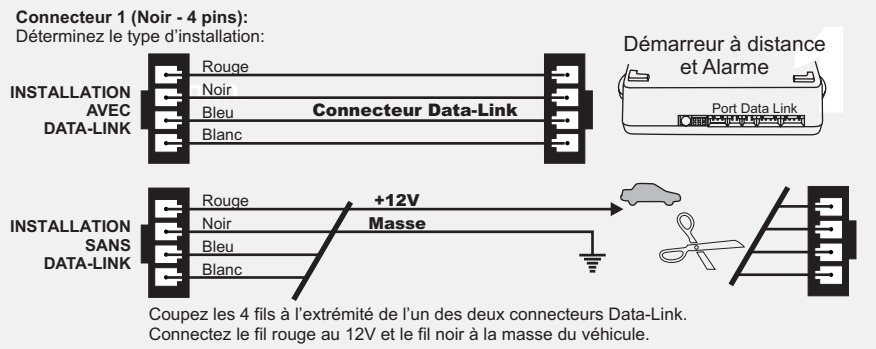 Connecteur 1 (Noir - 4 pins):
Déterminez le type d'installation:
Démarreur à distance
et Alarme
1
Port Data Link
INSTALLATION
AVEC
DATA-LINK
Rouge
Noir
Bleu
Blanc
Connecteur Data-Link
INSTALLATION
SANS
DATA-LINK
Rouge
Noir
Bleu
Blanc
+12V
Masse
Coupez les 4 fils à l'extrémité de l'un des deux connecteurs Data-Link.
Connectez le fil rouge au 12V et le fil noir à la masse du véhicule.